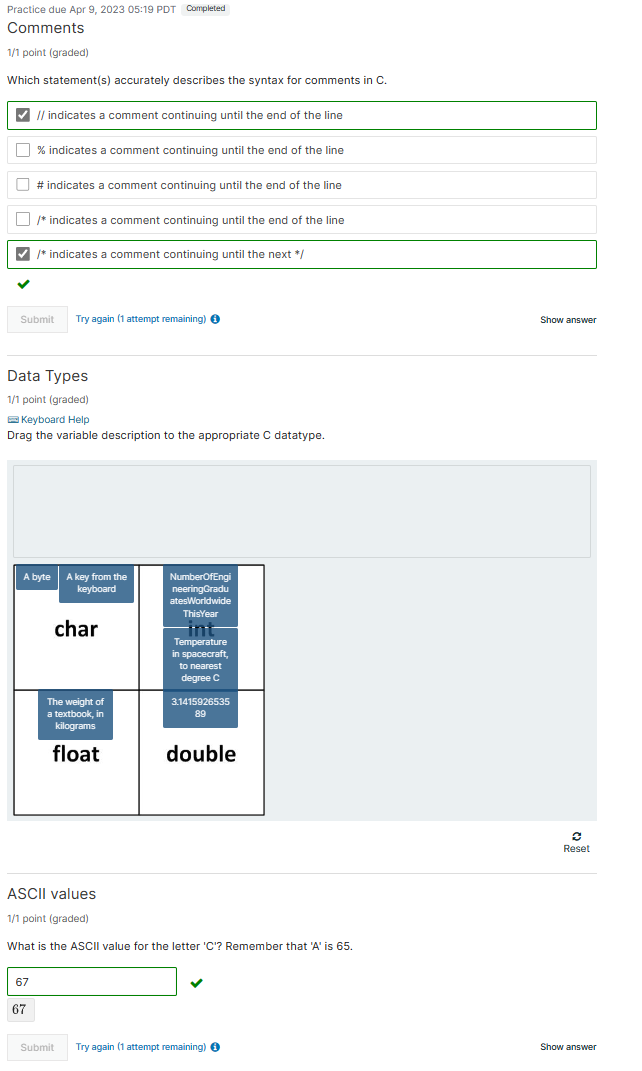 Practice due Apr 9, 2023 05:19 PDT Completed
Comments
1/1 point (graded)
Which statement(s) accurately describes the syntax for comments in C.
// indicates a comment continuing until the end of the line
% indicates a comment continuing until the end of the line
# indicates a comment continuing until the end of the line
/* indicates a comment continuing until the end of the line
/* indicates a comment continuing until the next */
Submit Try again (1 attempt remaining) Show answer
Data Types
1/1 point (graded)
Keyboard Help
Drag the variable description to the appropriate C datatype.
A byte
A key from the
keyboard
char
NumberOfEngi
neeringGradu
atesWorldwide
ThisYear
int
Temperature
in spacecraft,
to nearest
degree C
The weight of
a textbook, in
kilograms
float
3.1415926535
89
double
Reset
ASCII values
1/1 point (graded)
What is the ASCII value for the letter 'C'? Remember that 'A' is 65.
67
67
Submit Try again (1 attempt remaining) Show answer